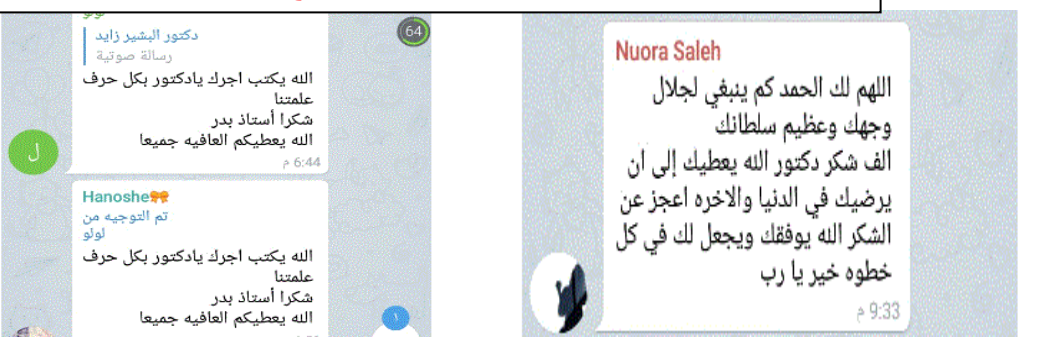 64
دكتور البشير زايد
رسالة صوتية
الله يكتب اجرك يادكتور بكل حرف
علمتنا
شكرا أستاذ بدر
الله يعطيكم العافيه جميعا
6:44 م
ل
Hanoshe🎀🎀
تم التوجيه من
لولو
الله يكتب اجرك يادكتور بكل حرف
علمتنا
شكرا أستاذ بدر
الله يعطيكم العافيه جميعا
١
Nuora Saleh
اللهم لك الحمد كم ينبغي لجلال
وجهك وعظيم سلطانك
الف شكر دكتور الله يعطيك إلى ان
يرضيك في الدنيا والاخره اعجز عن
الشكر الله يوفقك ويجعل لك في كل
خطوه خير يا رب
9:33 م